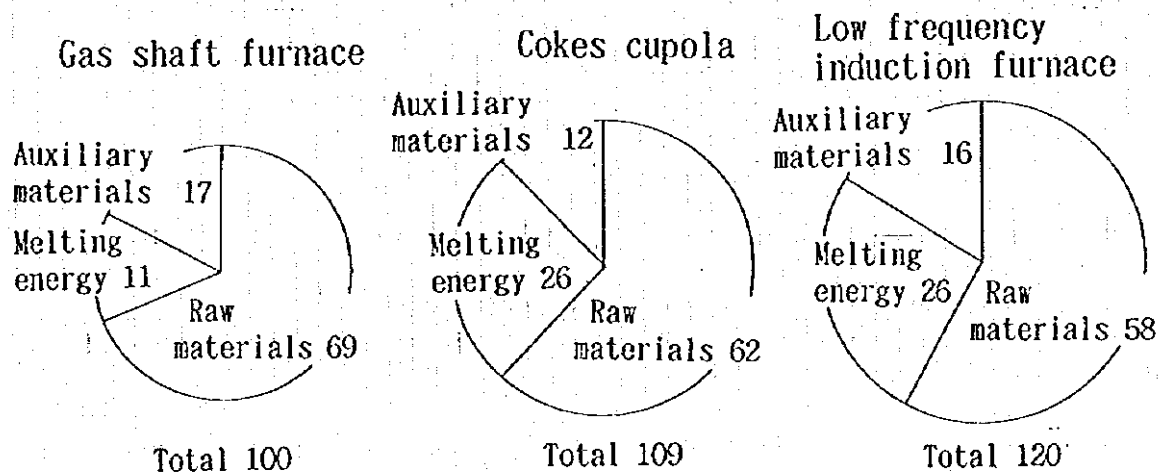 Gas shaft furnace
Auxiliary
materials 17
Melting
energy 11
Raw
materials 69
Total 100
Cokes cupola
Auxiliary
materials 12
Melting
energy 26
Raw
materials 62
Total 109
Low frequency
induction furnace
Auxiliary
materials 16
Melting
energy 26
Raw
materials 58
Total 120